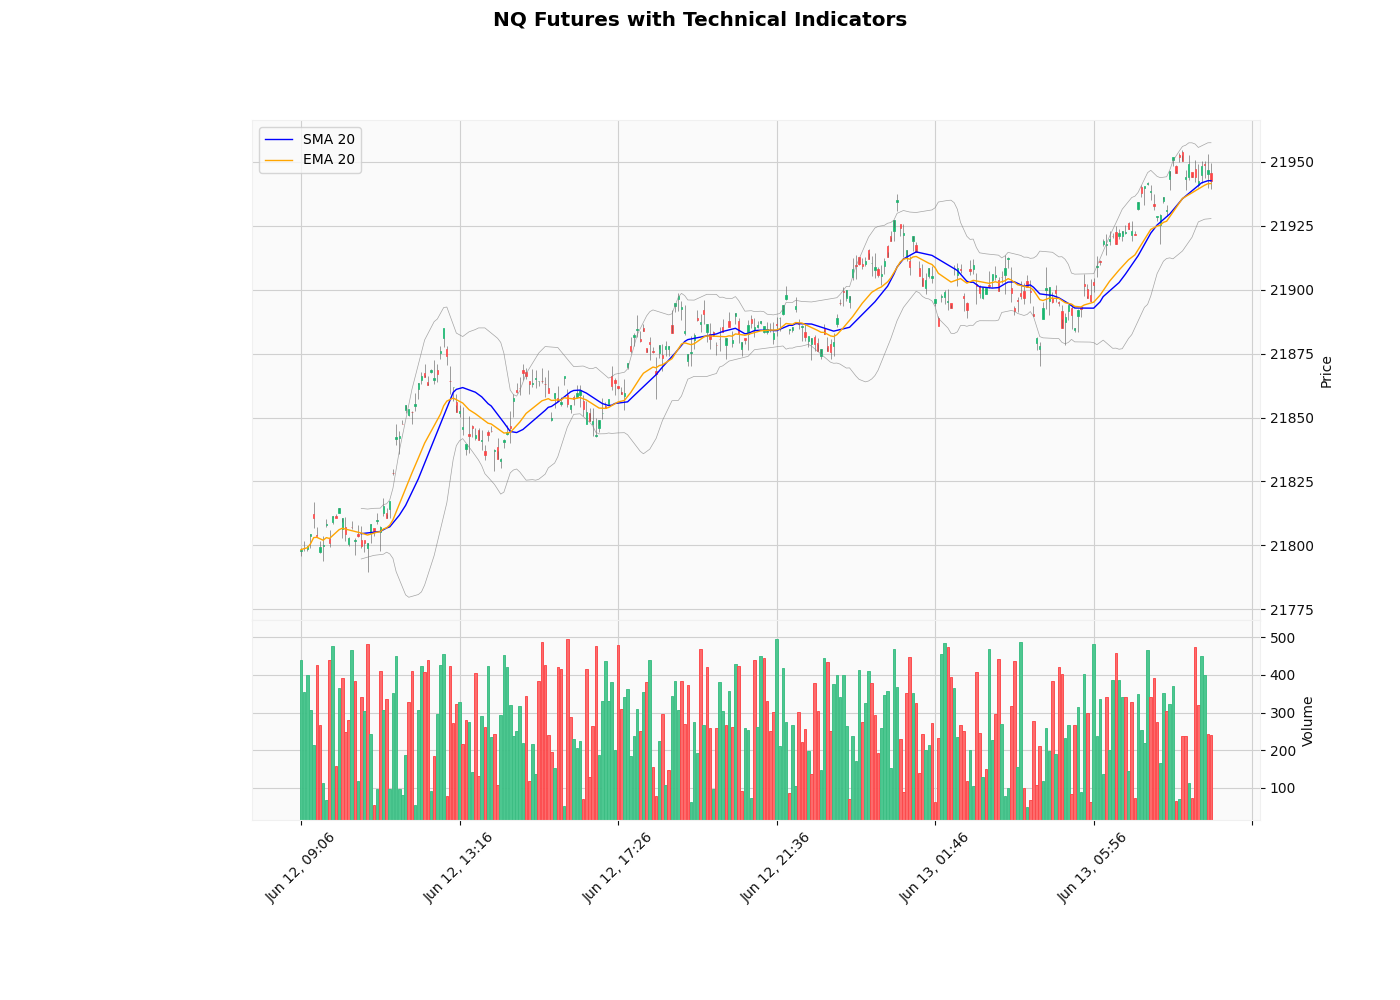 NQ Futures with Technical Indicators
SMA 20
EMA 20
21950
21925
21900
21875
21850
21825
21800
21775
Price
500
400
300
200
100
Volume
Jun 12, 09:06
Jun 12, 13:16
Jun 12, 17:26
Jun 12, 21:36
Jun 13, 01:46
Jun 13, 05:56